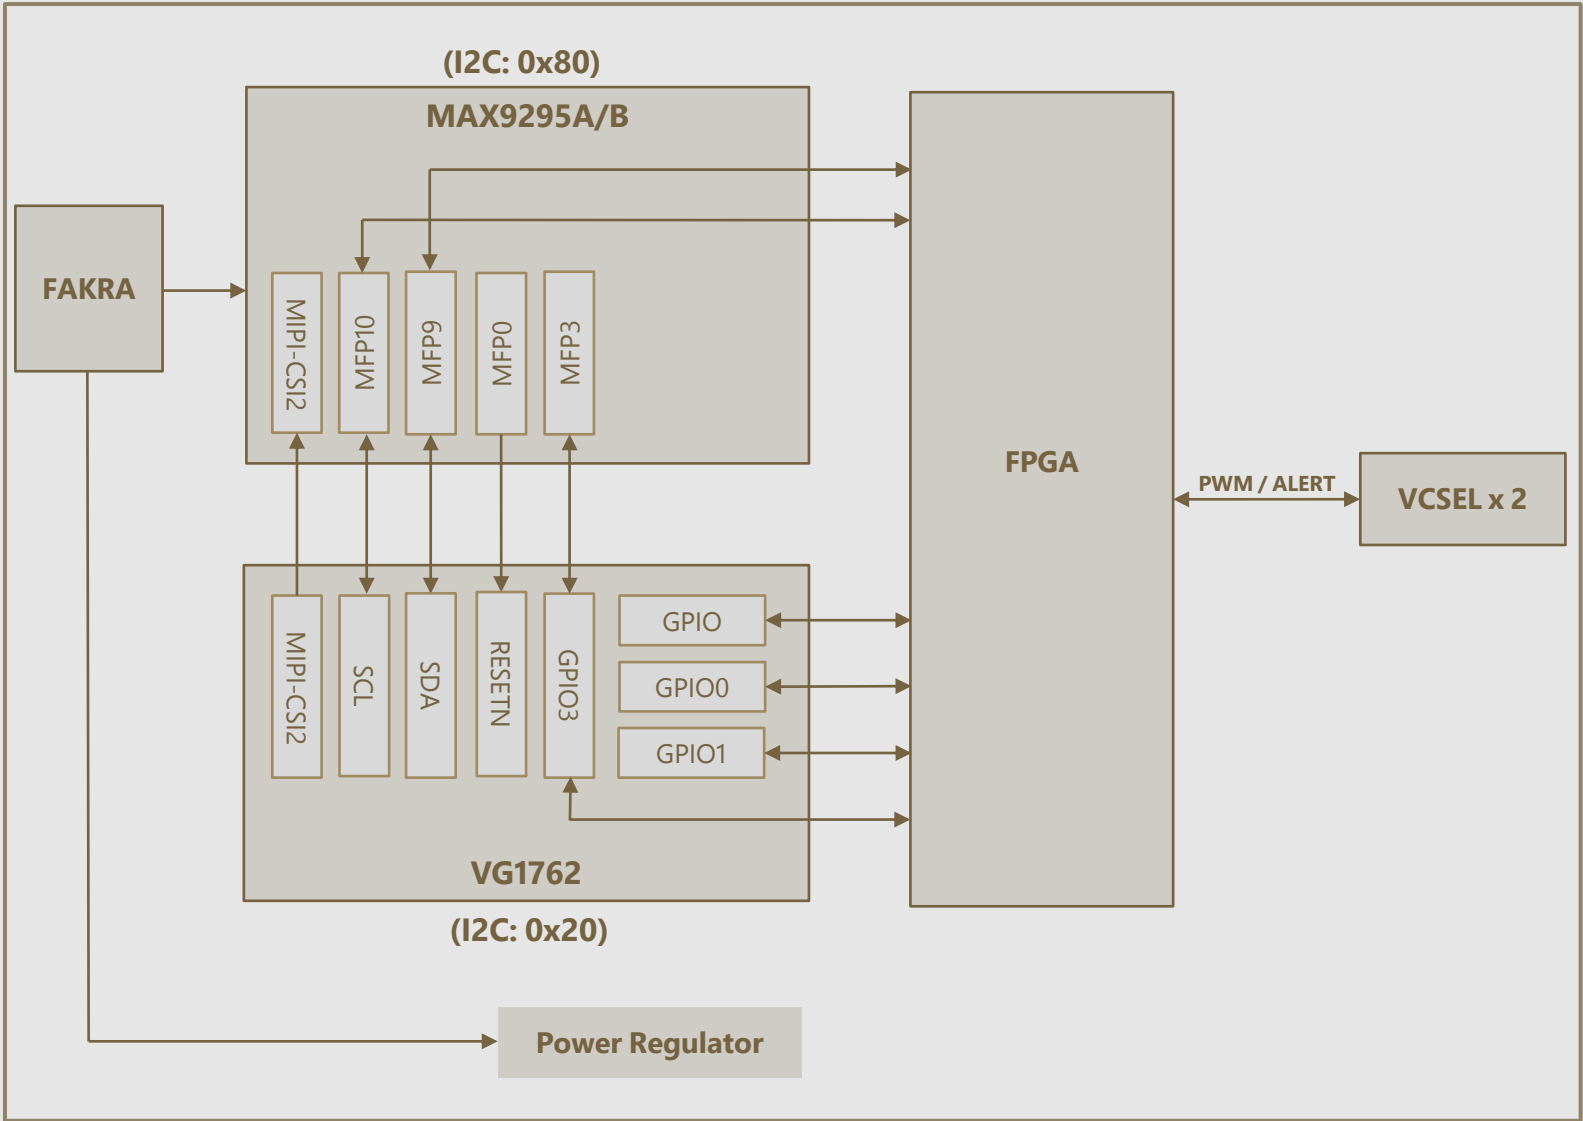 (I2C: 0x80)
MAX9295A/B
FAKRA
MIPI-CSI2
MFP10
MFP9
MFP0
MFP3
FPGA
PWM / ALERT
VCSEL x 2
MIPI-CSI2
SCL
SDA
RESETN
GPIO3
GPIO
GPIO0
GPIO1
VG1762
(I2C: 0x20)
Power Regulator